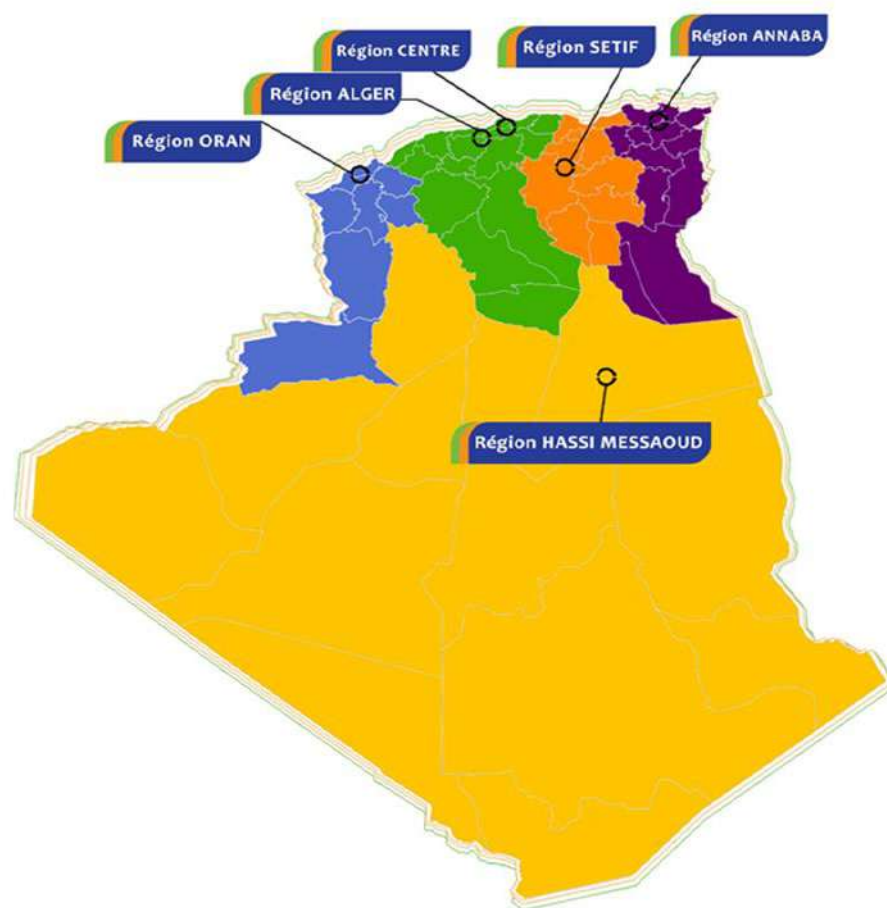 Région CENTRE
Région SETIF
Région ANNABA
Région ALGER
Région ORAN
Région HASSI MESSAOUD